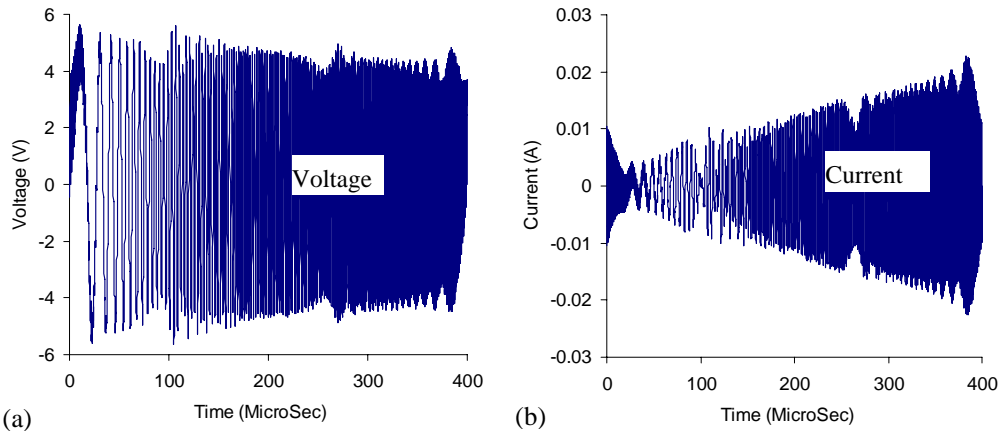 6
4
2
0
-2
-4
-6
Voltage (V)
Voltage
0 100 200 300 400
Time (MicroSec)
(a)
0.03
0.02
0.01
0
-0.01
-0.02
-0.03
Current (A)
Current
0 100 200 300 400
Time (MicroSec)
(b)